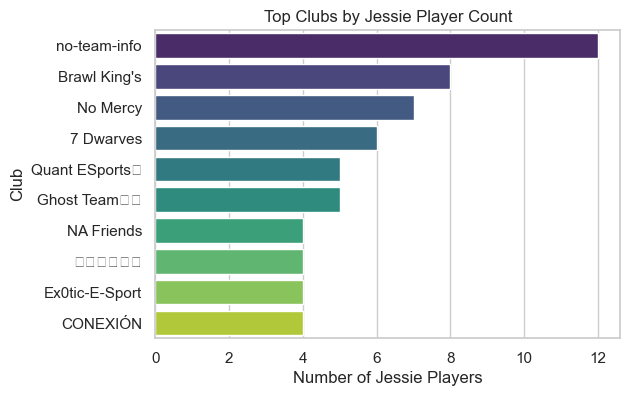 Top Clubs by Jessie Player Count
Club
no-team-info
Brawl King's
No Mercy
7 Dwarves
Quant ESports
Ghost Team
NA Friends
Ex0tic-E-Sport
CONEXIÓN
0 2 4 6 8 10 12
Number of Jessie Players